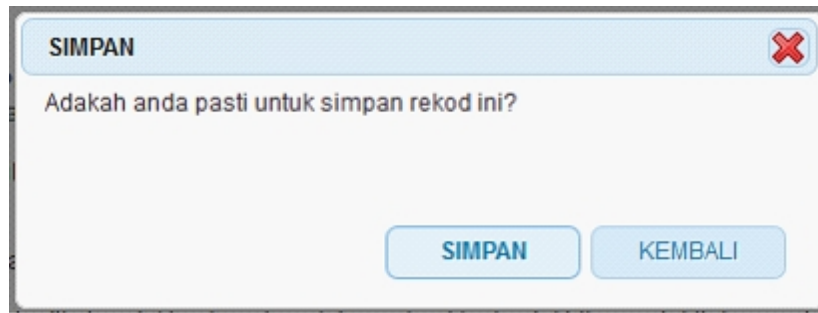 SIMPAN
Adakah anda pasti untuk simpan rekod ini?
SIMPAN KEMBALI